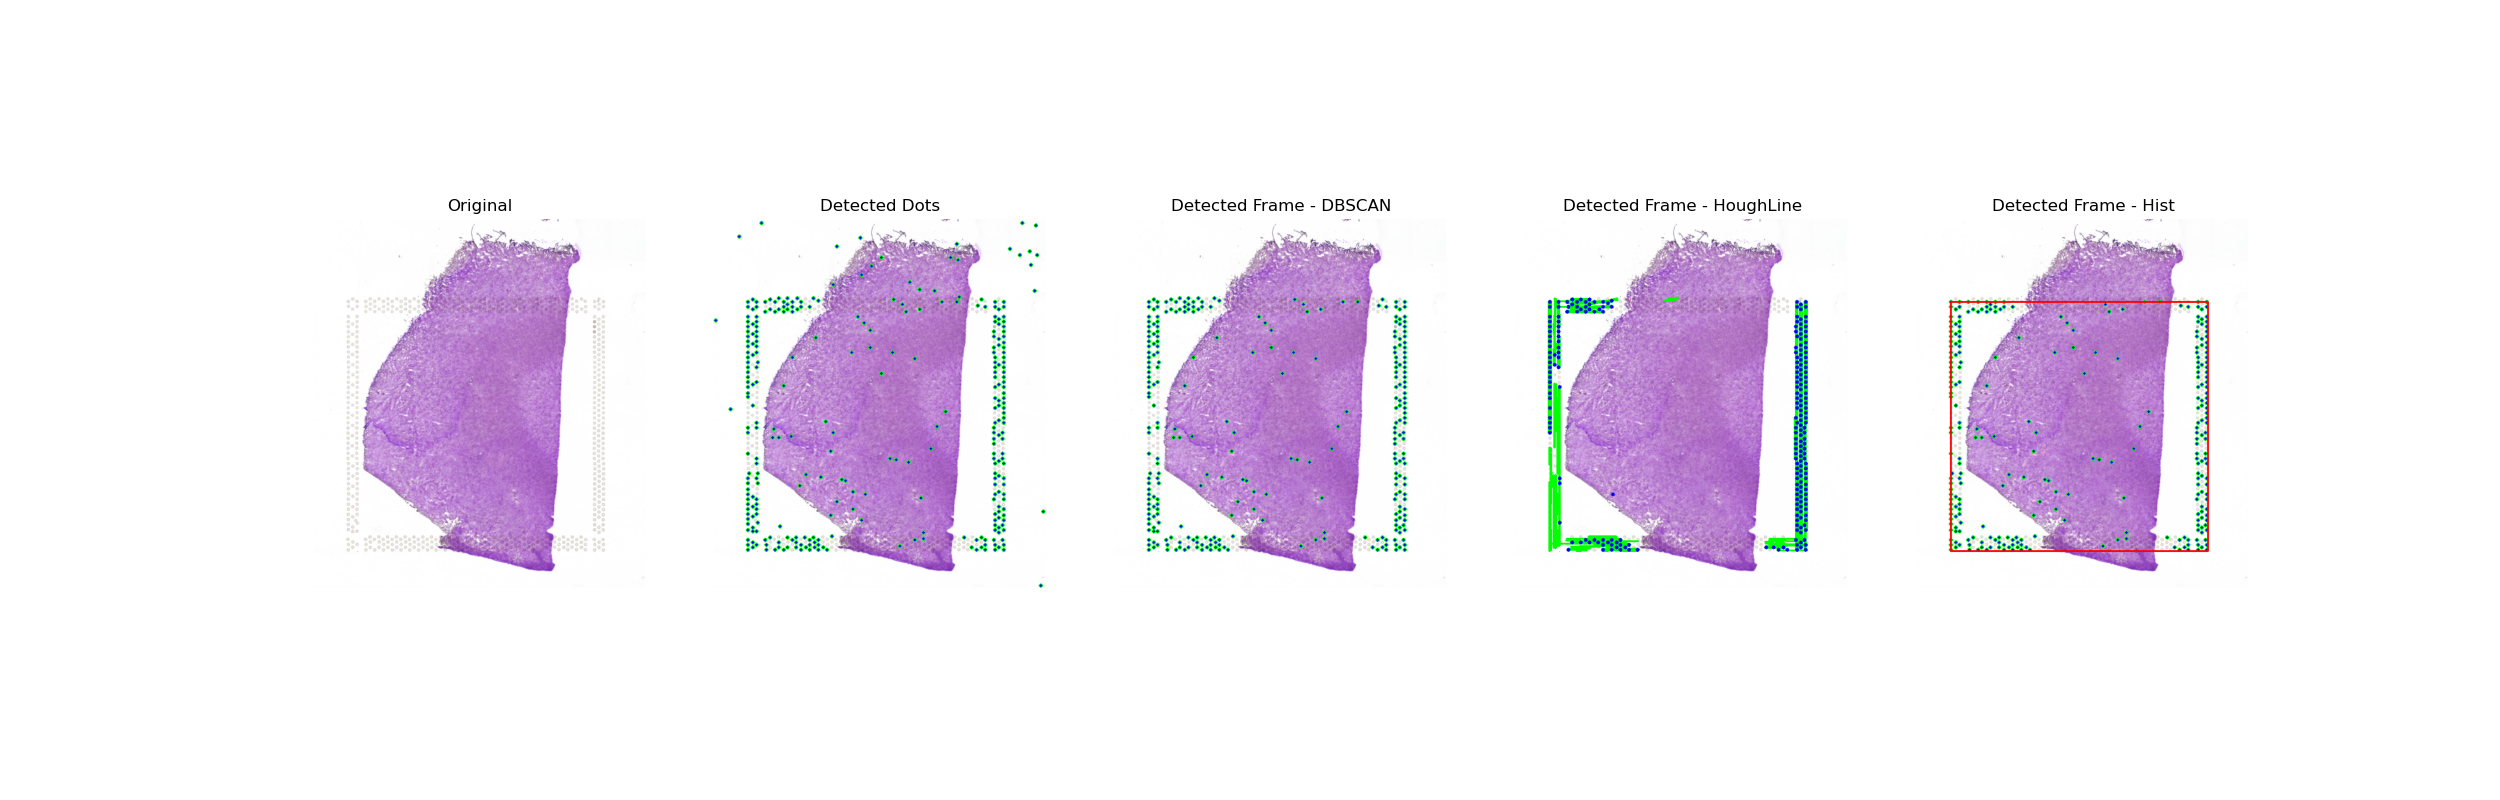 Original
Detected Dots
Detected Frame - DBSCAN
Detected Frame - HoughLine
Detected Frame - Hist